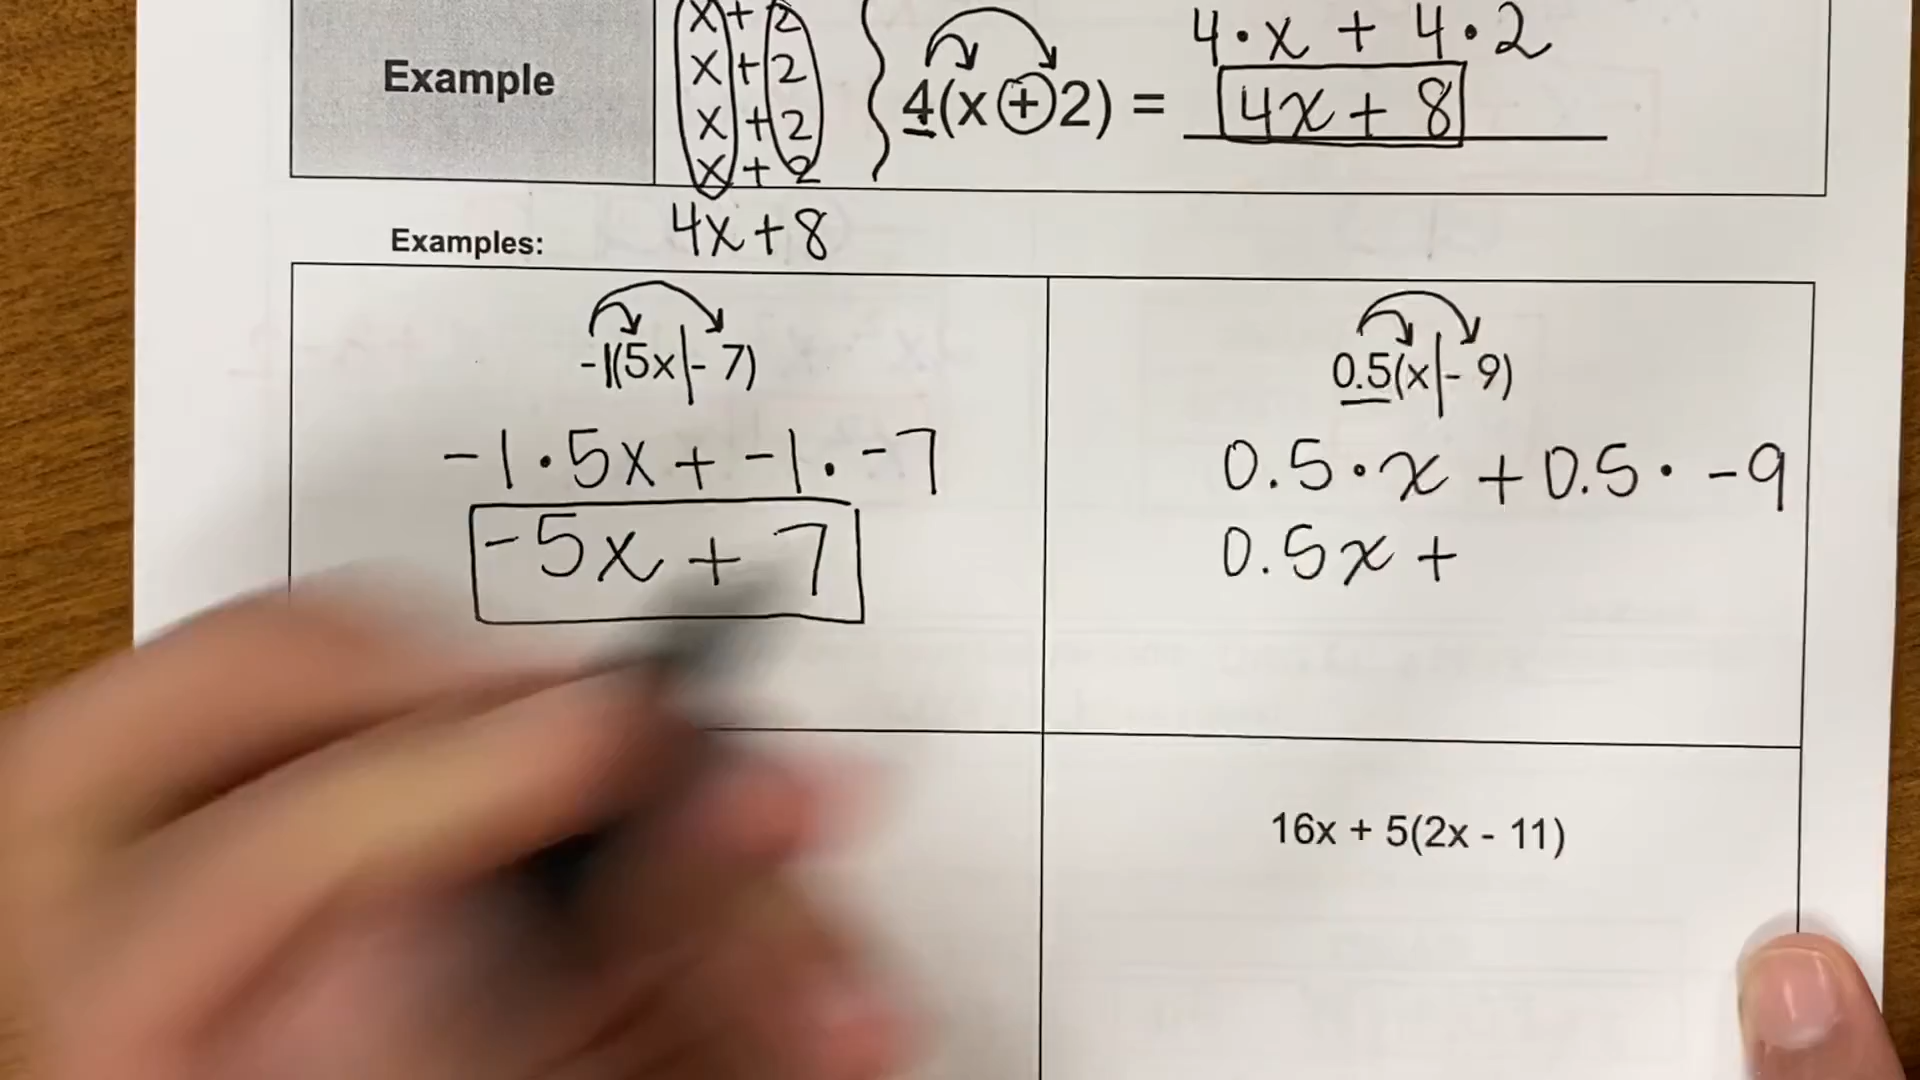 Example
x + 2
x + 2
x + 2
x + 2
4(x + 2) =
4·x + 4·2
4x + 8
Examples:
4x + 8
-1(5x - 7)
-1·5x + -1·-7
-5x + 7
0.5(x - 9)
0.5·x + 0.5·-9
0.5x +
16x + 5(2x - 11)